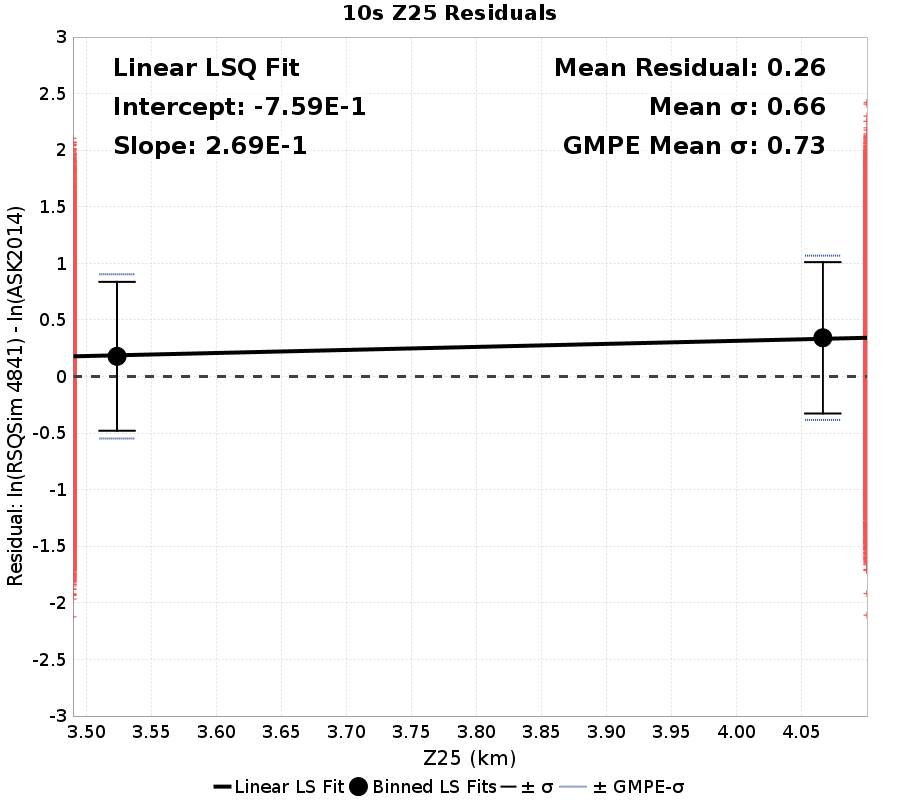 10s Z25 Residuals
Linear LSQ Fit
Intercept: -7.59E-1
Slope: 2.69E-1
Mean Residual: 0.26
Mean σ: 0.66
GMPE Mean σ: 0.73
Residual: ln(RSQSim 4841) - ln(ASK2014)
3
2.5
2
1.5
1
0.5
0
-0.5
-1
-1.5
-2
-2.5
-3
3.50 3.55 3.60 3.65 3.70 3.75 3.80 3.85 3.90 3.95 4.00 4.05
Z25 (km)
Linear LS Fit Binned LS Fits ± σ ± GMPE-σ